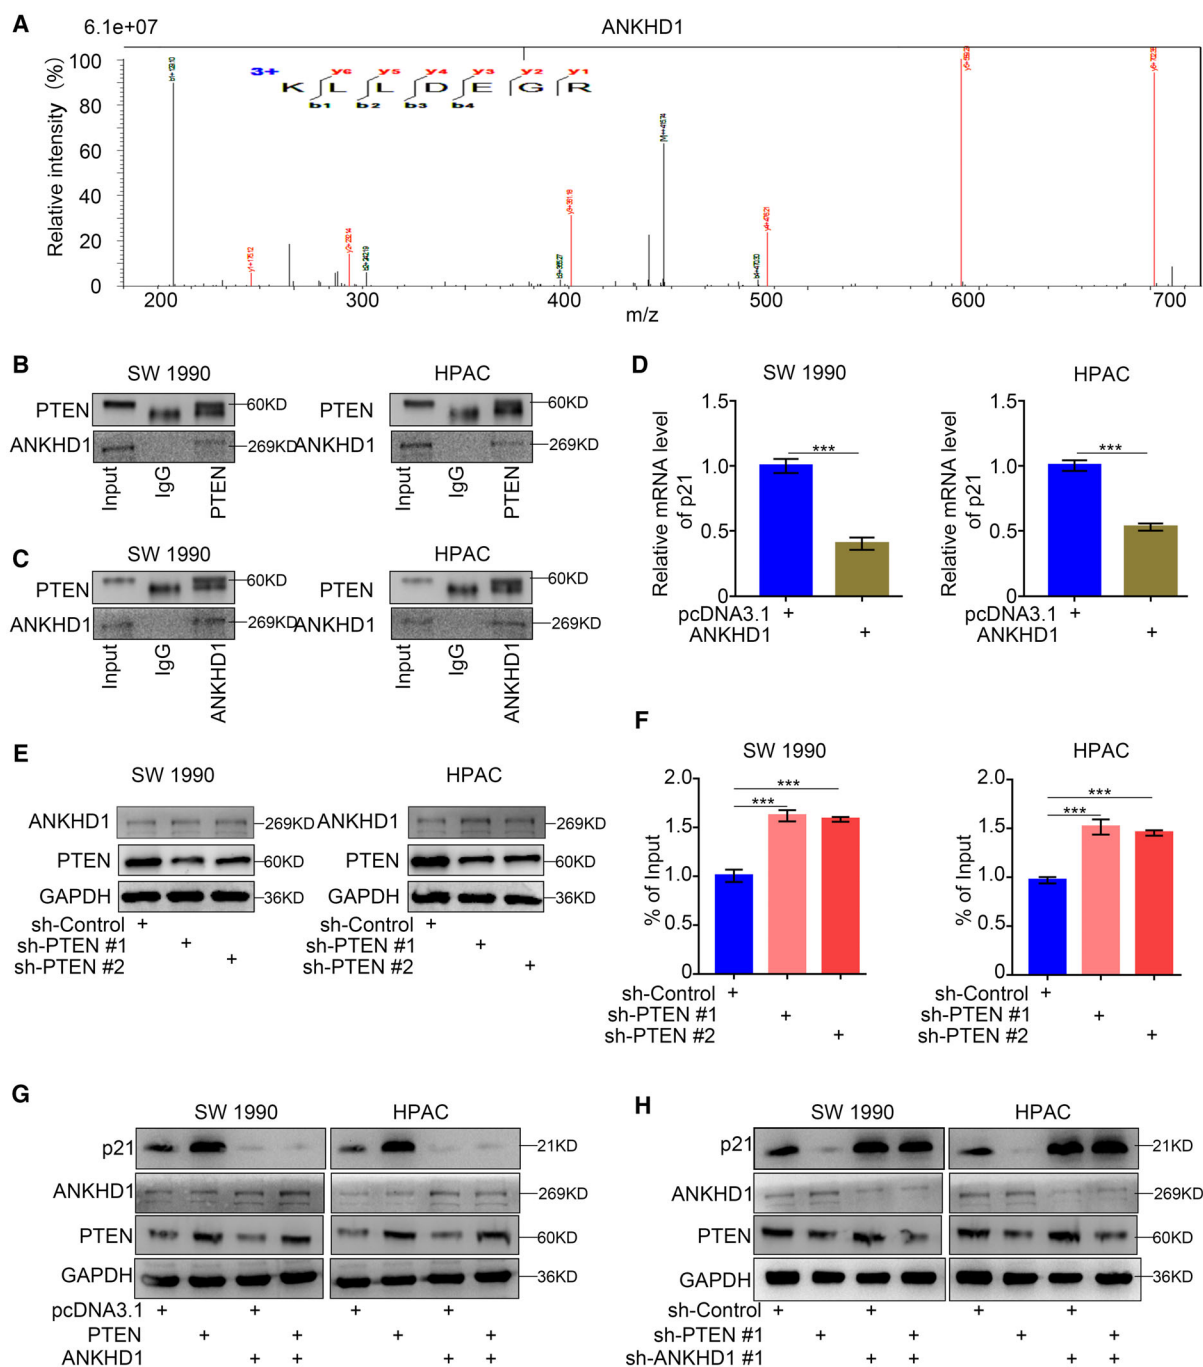 A
6.1e+07
ANKHD1
Relative intensity (%)
100
80
60
40
20
0
3+
y6 y5 y4 y3 y2 y1
K L L D E G R
b1 b2 b3 b4
200 300 400 500 600 700
m/z
B
SW 1990
PTEN
60KD
ANKHD1
269KD
Input IgG PTEN
HPAC
PTEN
60KD
ANKHD1
269KD
Input IgG PTEN
C
SW 1990
PTEN
60KD
ANKHD1
269KD
Input IgG ANKHD1
HPAC
PTEN
60KD
ANKHD1
269KD
Input IgG ANKHD1
D
SW 1990
Relative mRNA level
of p21
1.5
1.0
0.5
0
***
pcDNA3.1 +
ANKHD1 +
HPAC
Relative mRNA level
of p21
1.5
1.0
0.5
0
***
pcDNA3.1 +
ANKHD1 +
E
SW 1990
ANKHD1
269KD
PTEN
60KD
GAPDH
36KD
sh-Control +
sh-PTEN #1 +
sh-PTEN #2 +
HPAC
ANKHD1
269KD
PTEN
60KD
GAPDH
36KD
sh-Control +
sh-PTEN #1 +
sh-PTEN #2 +
F
SW 1990
% of Input
2.0
1.5
1.0
0.5
0
***
***
sh-Control +
sh-PTEN #1 +
sh-PTEN #2 +
HPAC
% of Input
2.0
1.5
1.0
0.5
0
***
***
sh-Control +
sh-PTEN #1 +
sh-PTEN #2 +
G
SW 1990 HPAC
p21 21KD
ANKHD1 269KD
PTEN 60KD
GAPDH 36KD
pcDNA3.1 + + + +
PTEN + + + +
ANKHD1 + + + +
H
SW 1990 HPAC
p21 21KD
ANKHD1 269KD
PTEN 60KD
GAPDH 36KD
sh-Control + + + +
sh-PTEN #1 + + + +
sh-ANKHD1 #1 + + + +